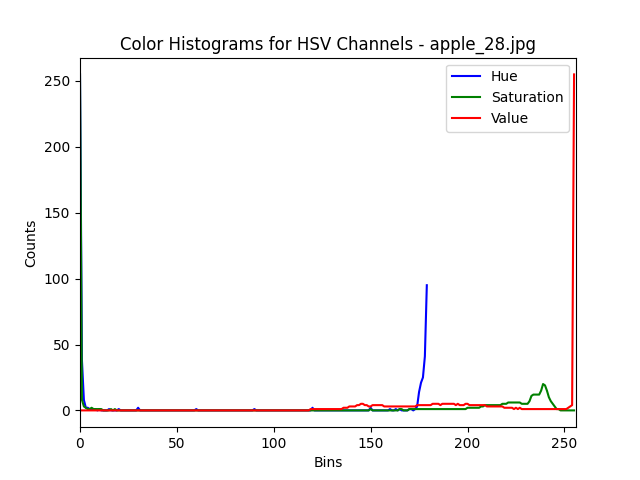 Color Histograms for HSV Channels - apple_28.jpg
Hue
Saturation
Value
Counts
250
200
150
100
50
0
0 50 100 150 200 250
Bins